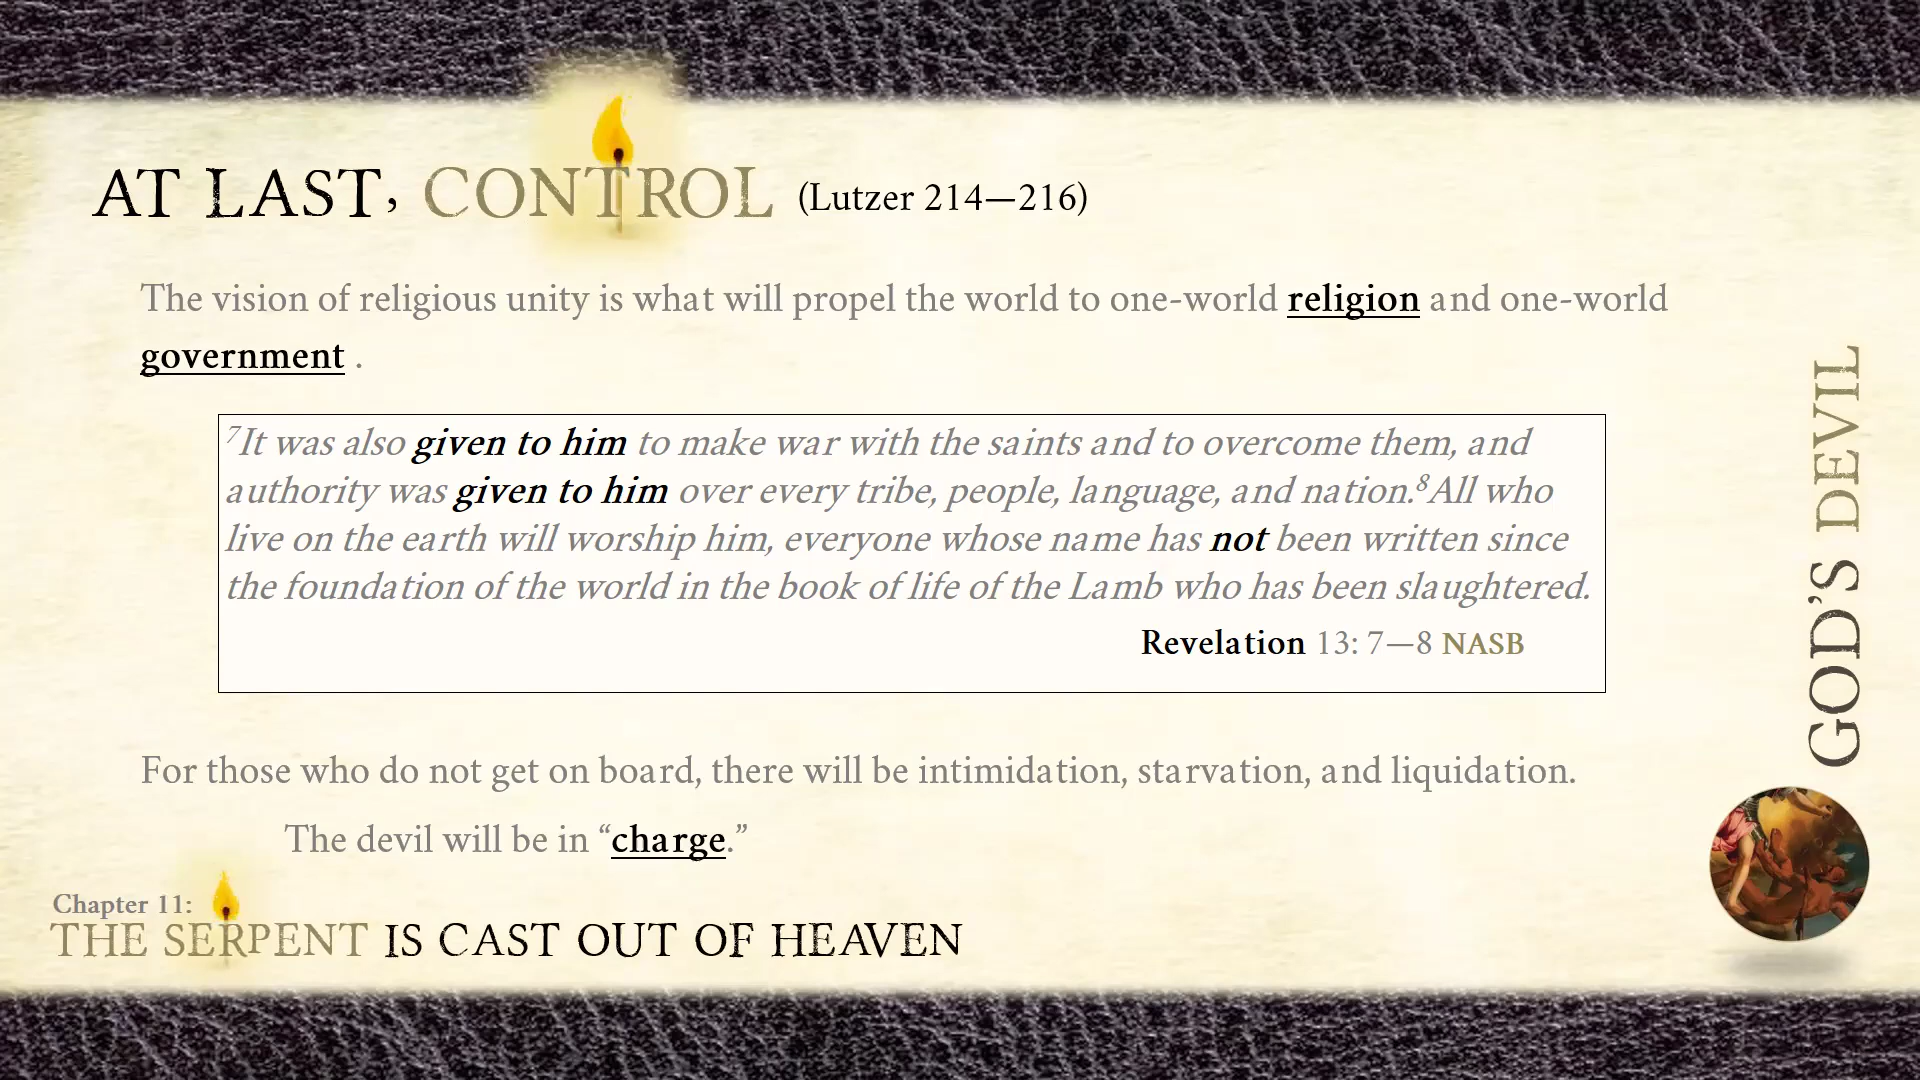 AT LAST, CONTROL (Lutzer 214—216)
The vision of religious unity is what will propel the world to one-world religion and one-world
government .
⁷It was also given to him to make war with the saints and to overcome them, and
authority was given to him over every tribe, people, language, and nation.⁸All who
live on the earth will worship him, everyone whose name has not been written since
the foundation of the world in the book of life of the Lamb who has been slaughtered.
Revelation 13: 7—8 NASB
For those who do not get on board, there will be intimidation, starvation, and liquidation.
The devil will be in “charge.”
Chapter 11:
THE SERPENT IS CAST OUT OF HEAVEN
GOD’S DEVIL